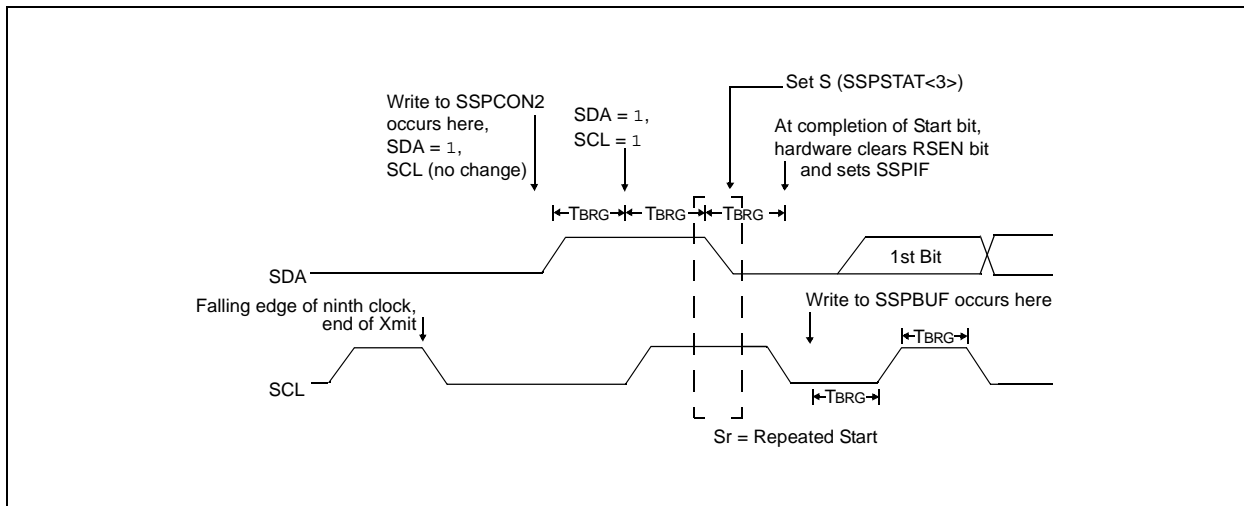 Set S (SSPSTAT<3>)
Write to SSPCON2
occurs here,
SDA = 1,
SCL (no change)
SDA = 1,
SCL = 1
At completion of Start bit,
hardware clears RSEN bit
and sets SSPIF
TBRG
TBRG
TBRG
SDA
1st Bit
Falling edge of ninth clock,
end of Xmit
Write to SSPBUF occurs here
TBRG
SCL
TBRG
Sr = Repeated Start